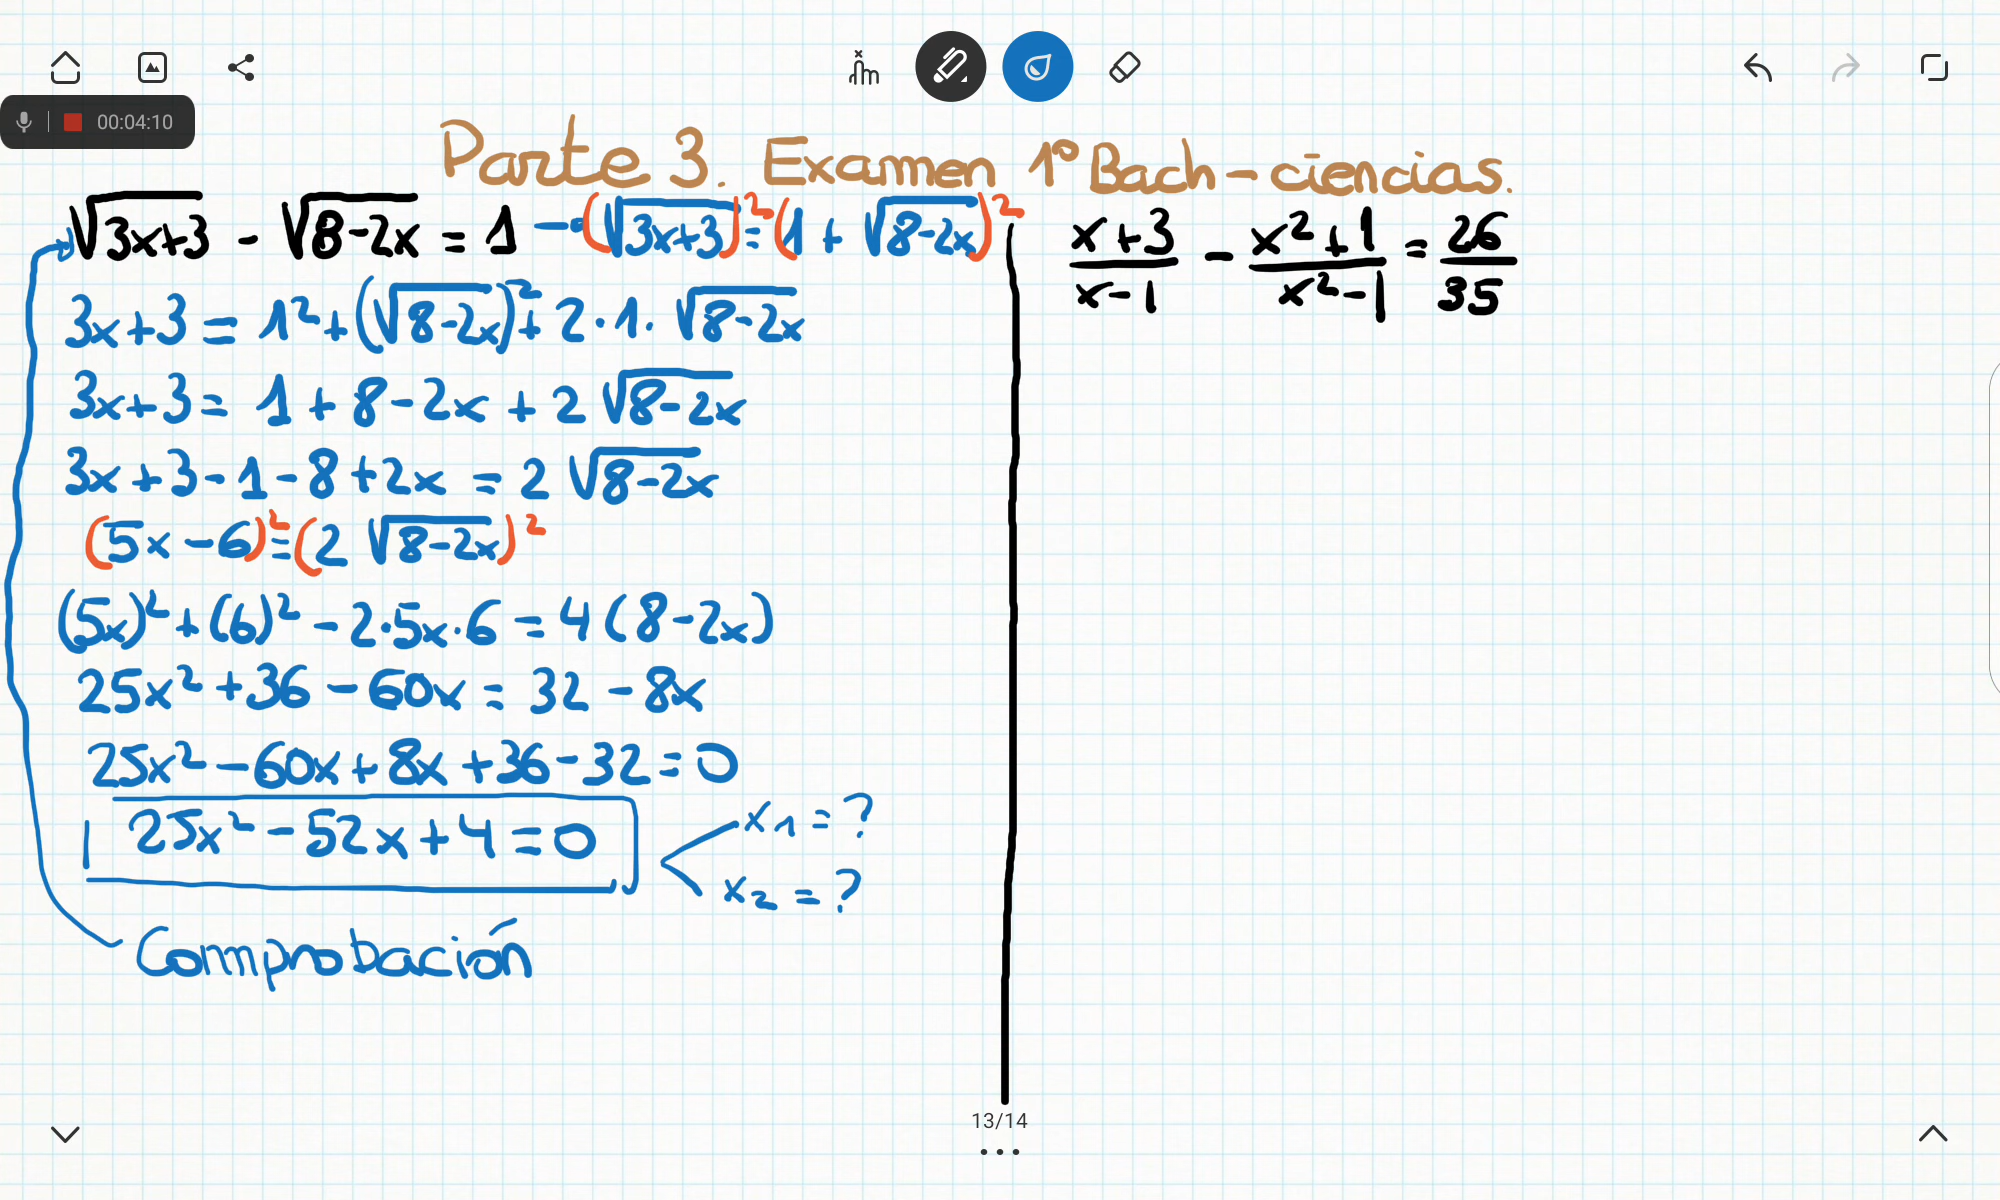 00:04:10
Parte 3. Examen 1º Bach-ciencias.
√3x+3 - √8-2x = 1 → (√3x+3)² = (1 + √8-2x)²
3x+3 = 1² + (√8-2x)² + 2·1·√8-2x
3x+3 = 1 + 8 - 2x + 2 √8-2x
3x+3-1-8+2x = 2 √8-2x
(5x-6)² = (2 √8-2x)²
(5x)² + (6)² - 2·5x·6 = 4(8-2x)
25x² + 36 - 60x = 32 - 8x
25x² - 60x + 8x + 36 - 32 = 0
25x² - 52x + 4 = 0
x1 = ?
x2 = ?
Comprobación
x+3/x-1 - x²+1/x²-1 = 26/35
13/14